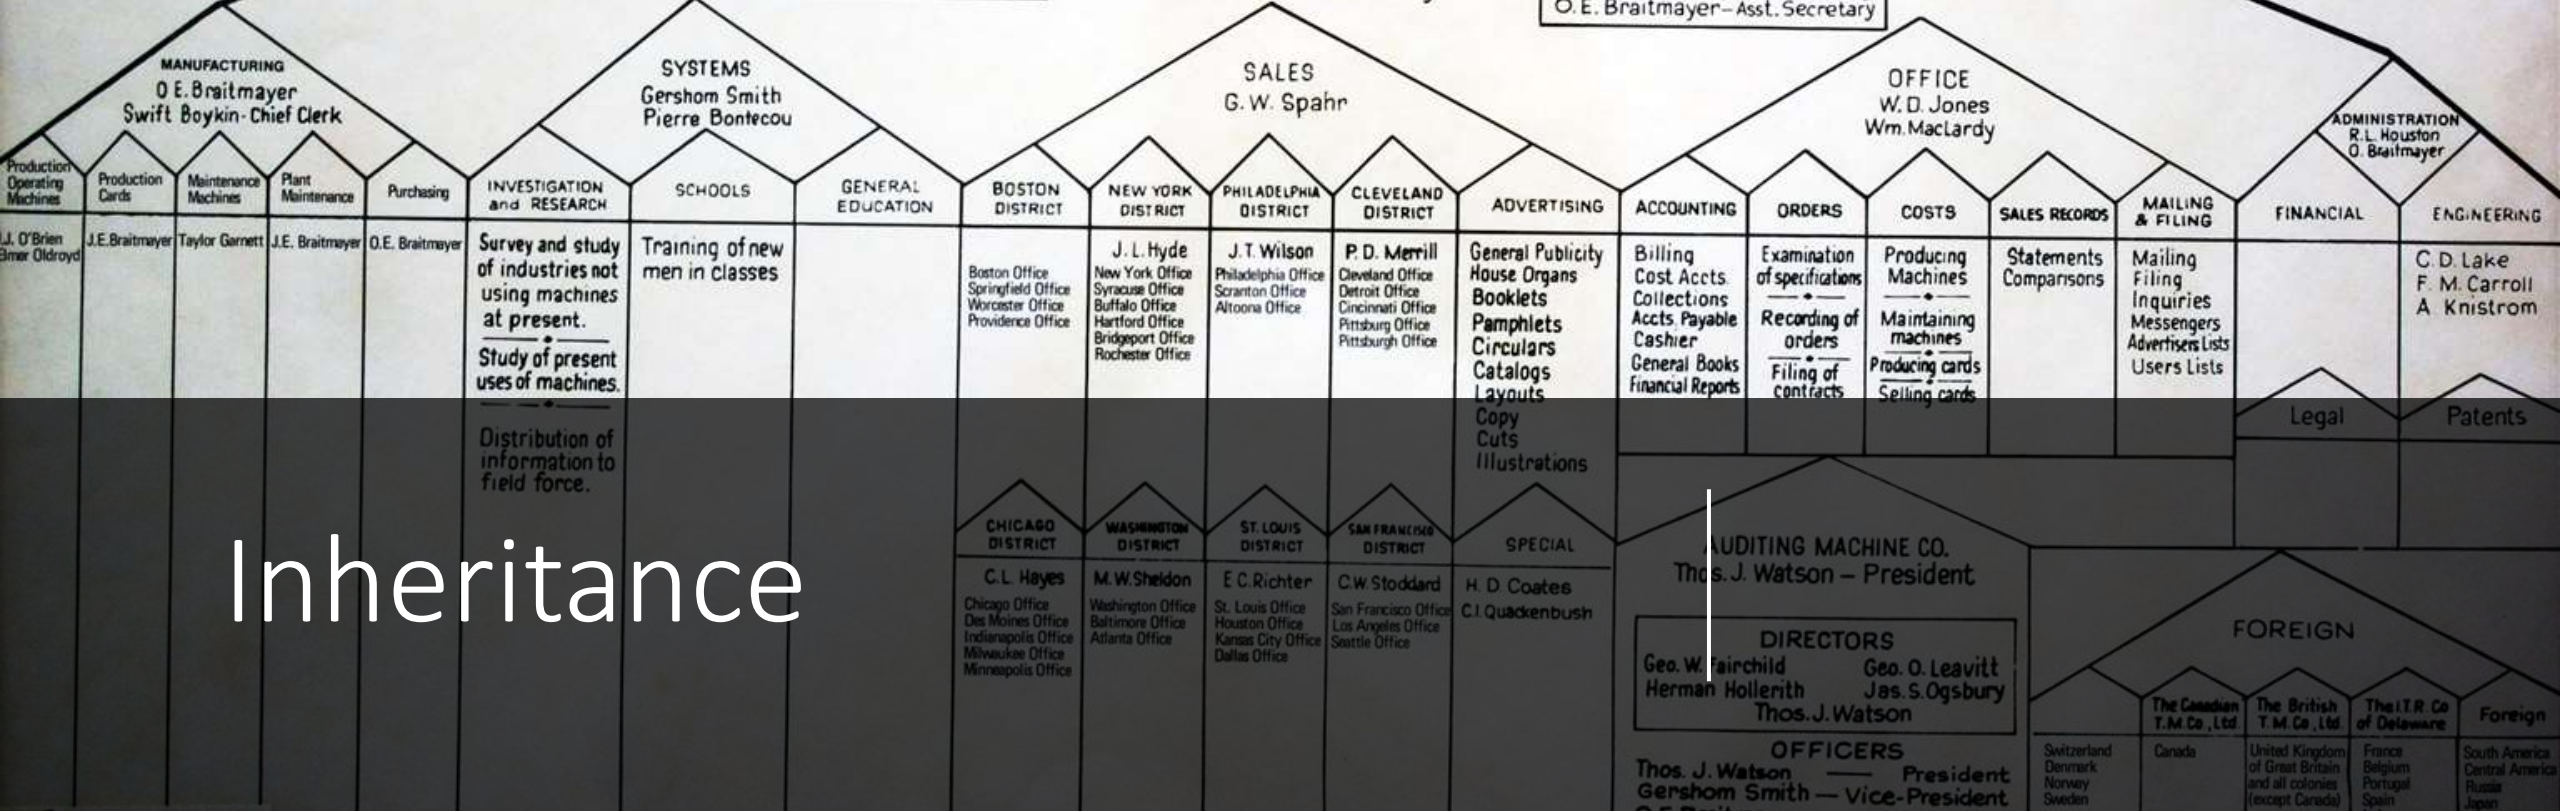 O.E. Braitmayer-Asst. Secretary
MANUFACTURING
O E. Braitmayer
Swift Boykin-Chief Clerk
Production
Operating
Machines
Production
Cards
Maintenance
Machines
Plant
Maintenance
Purchasing
J. O'Brien
Elmer Oldroyd
J.E. Braitmayer
Taylor Garnett
J.E. Braitmayer
O.E. Braitmayer
SYSTEMS
Gershom Smith
Pierre Bontecou
INVESTIGATION
and RESEARCH
SCHOOLS
GENERAL
EDUCATION
Survey and study
of industries not
using machines
at present.
Study of present
uses of machines.
Distribution of
information to
field force.
Training of new
men in classes
SALES
G.W. Spahr
BOSTON
DISTRICT
Boston Office
Springfield Office
Worcester Office
Providence Office
NEW YORK
DISTRICT
J.L. Hyde
New York Office
Syracuse Office
Buffalo Office
Hartford Office
Bridgeport Office
Rochester Office
PHILADELPHIA
DISTRICT
J.T. Wilson
Philadelphia Office
Scranton Office
Altoona Office
CLEVELAND
DISTRICT
P.D. Merrill
Cleveland Office
Detroit Office
Cincinnati Office
Pittsburg Office
Pittsburgh Office
ADVERTISING
General Publicity
House Organs
Booklets
Pamphlets
Circulars
Catalogs
Layouts
Copy
Cuts
Illustrations
CHICAGO
DISTRICT
C.L. Hayes
Chicago Office
Des Moines Office
Indianapolis Office
Milwaukee Office
Minneapolis Office
WASHINGTON
DISTRICT
M.W. Sheldon
Washington Office
Baltimore Office
Atlanta Office
ST. LOUIS
DISTRICT
E.C. Richter
St. Louis Office
Houston Office
Kansas City Office
Dallas Office
SAN FRANCISCO
DISTRICT
C.W. Stoddard
San Francisco Office
Los Angeles Office
Seattle Office
SPECIAL
H. D. Coates
C.I. Quackenbush
OFFICE
W.D. Jones
Wm. MacLardy
ACCOUNTING
Billing
Cost Accts.
Collections
Accts. Payable
Cashier
General Books
Financial Reports
ORDERS
Examination
of specifications
Recording of
orders
Filing of
contracts
COSTS
Producing
Machines
Maintaining
machines
Producing cards
Selling cards
SALES RECORDS
Statements
Comparisons
MAILING
& FILING
Mailing
Filing
Inquiries
Messengers
Advertisers Lists
Users Lists
ADMINISTRATION
R.L. Houston
O. Braitmayer
FINANCIAL
ENGINEERING
C.D. Lake
F. M. Carroll
A Knistrom
Legal
Patents
Inheritance
AUDITING MACHINE CO.
Thos. J. Watson – President
DIRECTORS
Geo. W. Fairchild Geo. O. Leavitt
Herman Hollerith Jas. S. Ogsbury
Thos. J. Watson
OFFICERS
Thos. J. Watson — President
Gershom Smith — Vice-President
FOREIGN
Switzerland
Denmark
Norway
Sweden
The Canadian
T.M. Co., Ltd.
Canada
The British
T.M. Co., Ltd.
United Kingdom
of Great Britain
and all colonies
(except Canada)
The I.T.R. Co
of Delaware
France
Belgium
Portugal
Spain
Foreign
South America
Central America
Russia
Japan